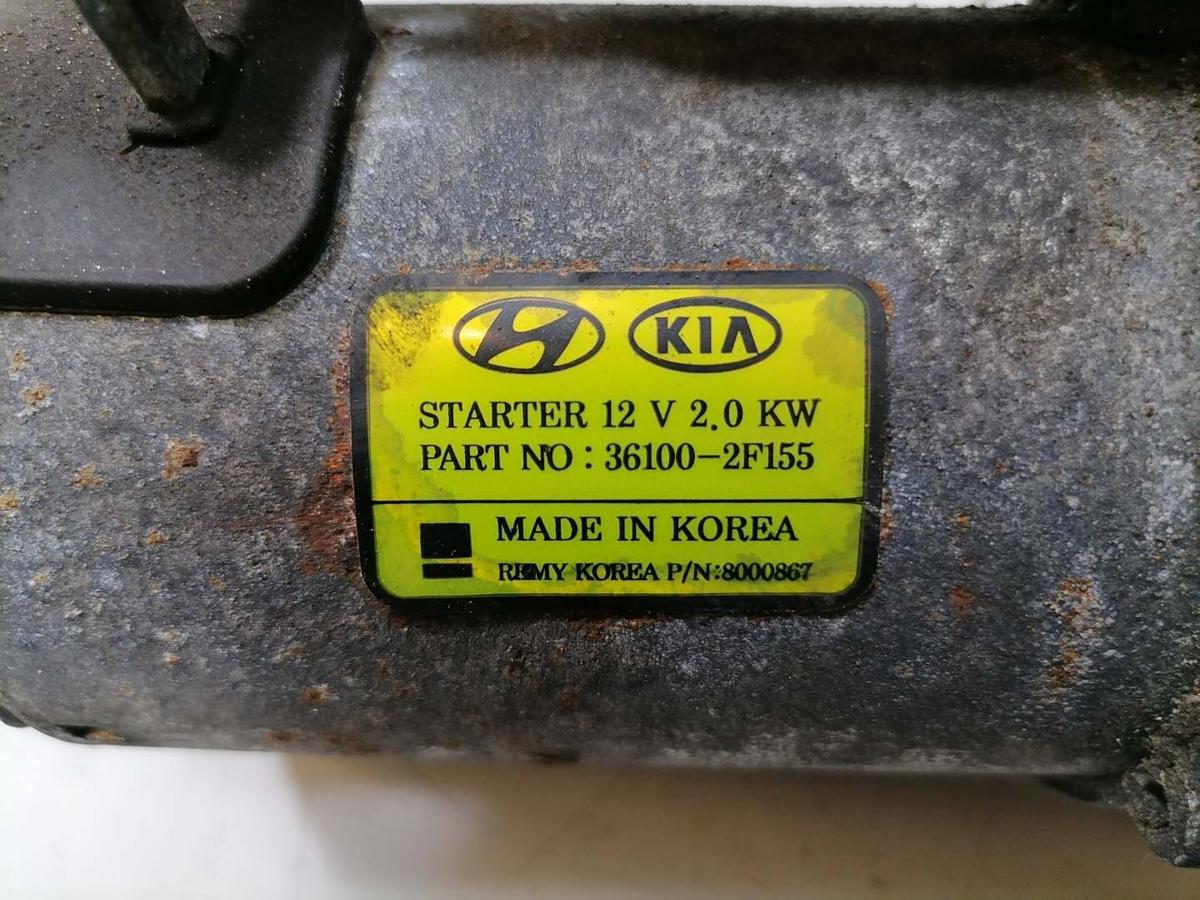 KIA
STARTER 12 V 2.0 KW
PART NO : 36100-2F155
MADE IN KOREA
REMY KOREA P/N:8000867